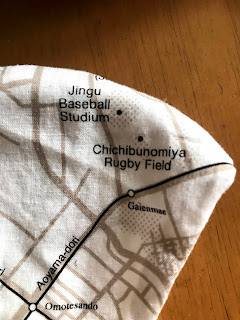 Jingu
Baseball
Studium
Chichibunomiya
Rugby Field
Gaienmae
Aoyama-dori
Omotesando